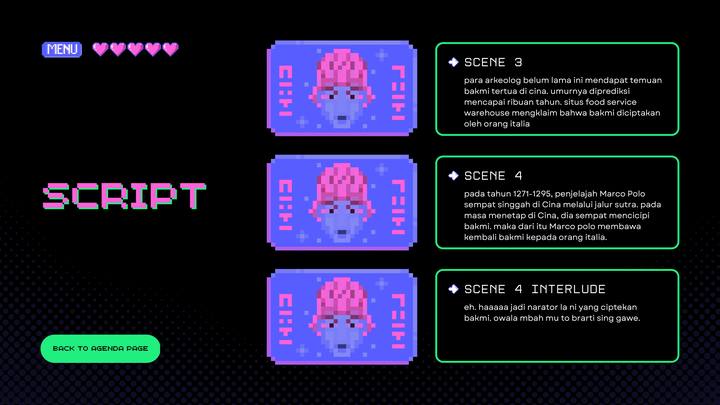 MENU
SCRIPT
BACK TO AGENDA PAGE
SCENE 3
para arkeolog belum lama ini mendapat temuan
bakmi tertua di cina. umurnya diprediksi
mencapai ribuan tahun. situs food service
warehouse mengklaim bahwa bakmi diciptakan
oleh orang italia
SCENE 4
pada tahun 1271-1295, penjelajah Marco Polo
sempat singgah di Cina melalui jalur sutra. pada
masa menetap di Cina, dia sempat mencicipi
bakmi. maka dari itu Marco polo membawa
kembali bakmi kepada orang italia.
SCENE 4 INTERLUDE
eh. haaaaa jadi narator la ni yang ciptekan
bakmi. owala mbah mu to brarti sing gawe.